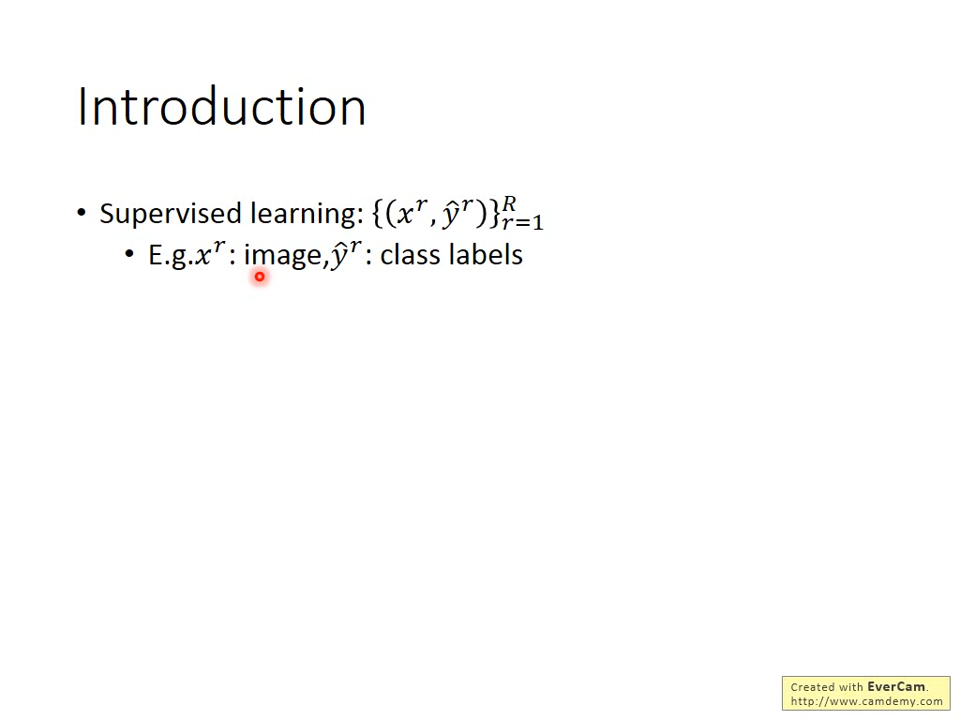 Introduction
• Supervised learning: {(x^r, ŷ^r)}_{r=1}^R
• E.g. x^r: image, ŷ^r: class labels
Created with EverCam.
http://www.camdemy.com